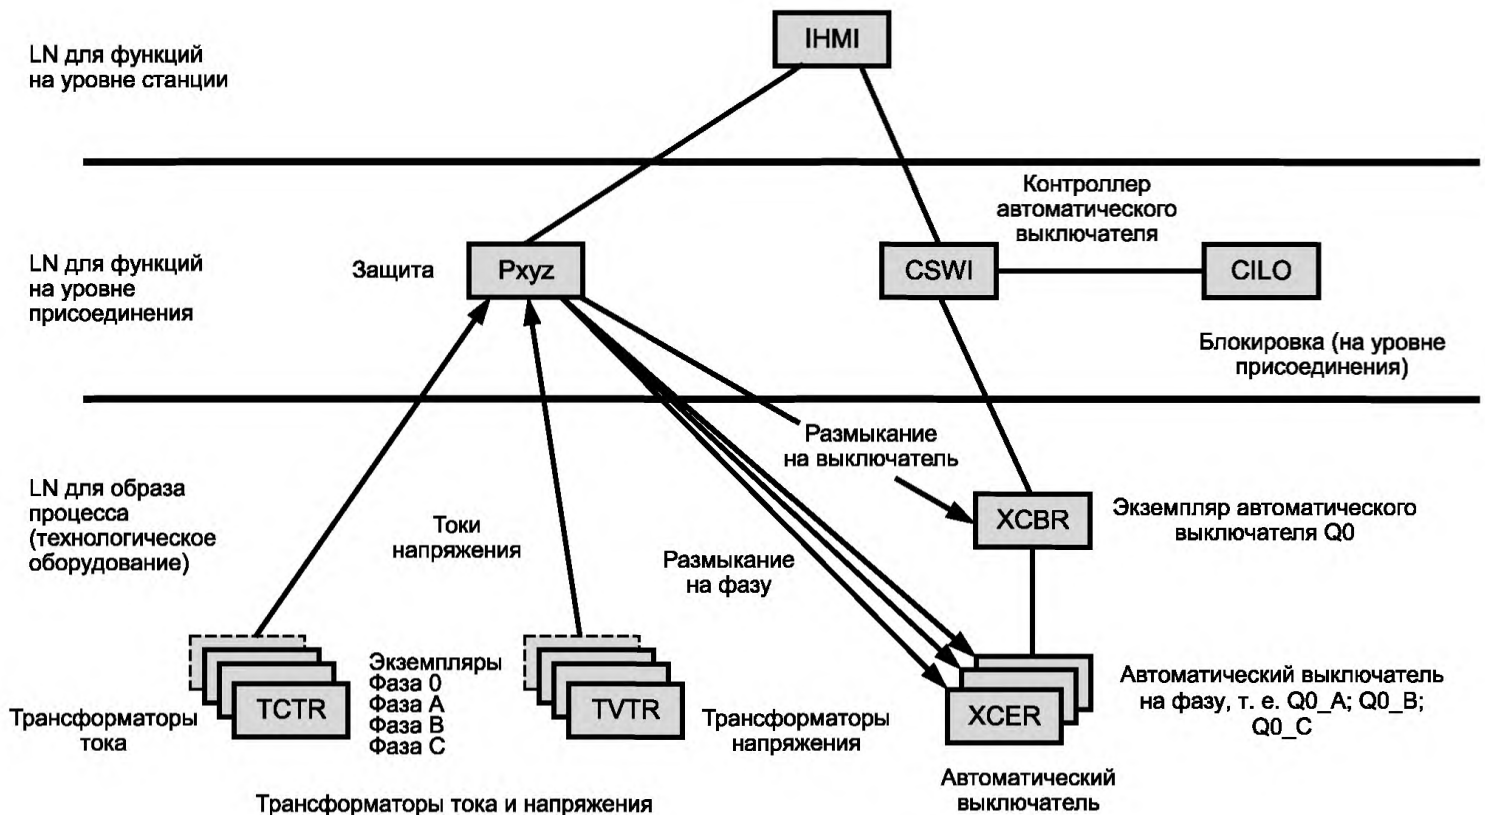 IHMI
LN для функций
на уровне станции
Контроллер
автоматического
выключателя
LN для функций
на уровне
присоединения
Защита
Pxyz
CSWI
CILO
Блокировка (на уровне
присоединения)
Размыкание
на выключатель
LN для образа
процесса
(технологическое
оборудование)
Токи
напряжения
Размыкание
на фазу
XCBR
Экземпляр автоматического
выключателя Q0
Трансформаторы
тока
TCTR
Экземпляры
Фаза 0
Фаза A
Фаза B
Фаза C
TVTR
Трансформаторы
напряжения
XCER
Автоматический выключатель
на фазу, т. е. Q0_A; Q0_B;
Q0_C
Автоматический
выключатель
Трансформаторы тока и напряжения